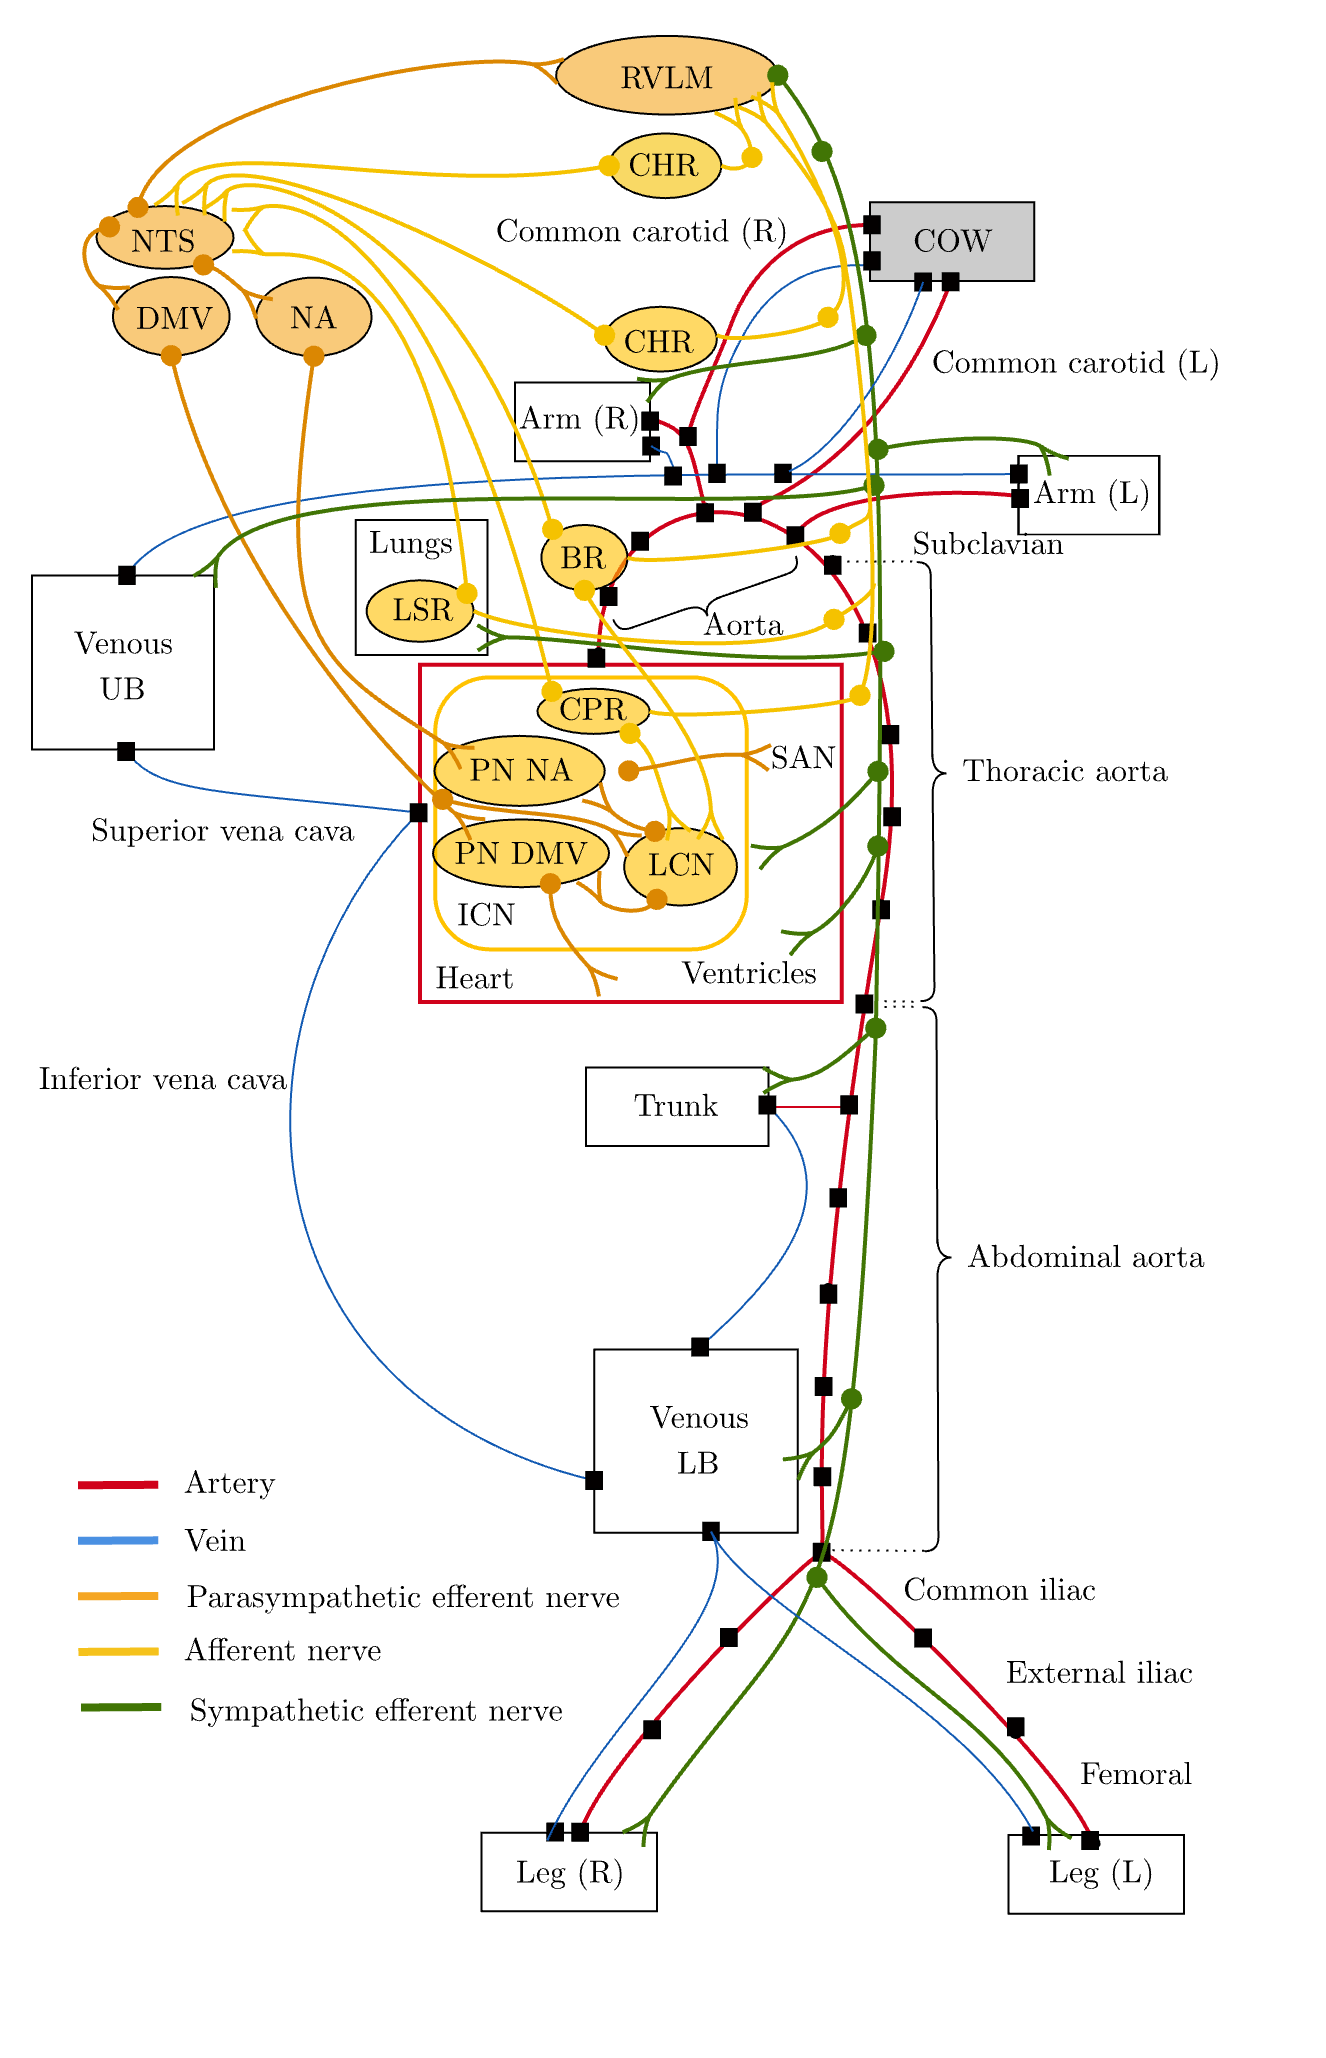 RVLM
CHR
Common carotid (R)
COW
NTS
DMV
NA
CHR
Common carotid (L)
Arm (R)
Arm (L)
Lungs
BR
Subclavian
LSR
Aorta
Venous
UB
CPR
SAN
PN NA
Thoracic aorta
Superior vena cava
PN DMV
LCN
ICN
Heart
Ventricles
Inferior vena cava
Trunk
Abdominal aorta
Venous
LB
Artery
Vein
Parasympathetic efferent nerve
Common iliac
Afferent nerve
External iliac
Sympathetic efferent nerve
Femoral
Leg (R)
Leg (L)